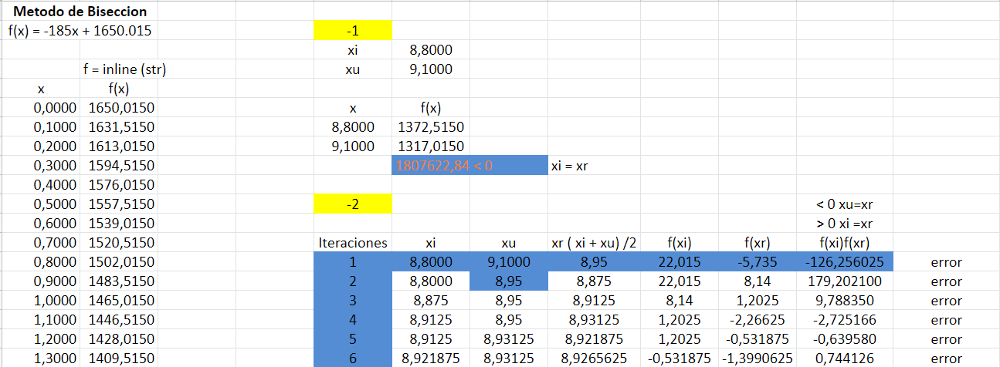 Metodo de Biseccion
f(x) = -185x + 1650.015 -1
xi 8,8000
f = inline (str) xu 9,1000
x f(x)
0,0000 1650,0150 x f(x)
0,1000 1631,5150 8,8000 1372,5150
0,2000 1613,0150 9,1000 1317,0150
0,3000 1594,5150 1807622,84 < 0 xi = xr
0,4000 1576,0150
0,5000 1557,5150 -2 < 0 xu=xr
0,6000 1539,0150 > 0 xi =xr
0,7000 1520,5150 Iteraciones xi xu xr ( xi + xu) /2 f(xi) f(xr) f(xi)f(xr)
0,8000 1502,0150 1 8,8000 9,1000 8,95 22,015 -5,735 -126,256025 error
0,9000 1483,5150 2 8,8000 8,95 8,875 22,015 8,14 179,202100 error
1,0000 1465,0150 3 8,875 8,95 8,9125 8,14 1,2025 9,788350 error
1,1000 1446,5150 4 8,9125 8,95 8,93125 1,2025 -2,26625 -2,725166 error
1,2000 1428,0150 5 8,9125 8,93125 8,921875 1,2025 -0,531875 -0,639580 error
1,3000 1409,5150 6 8,921875 8,93125 8,9265625 -0,531875 -1,3990625 0,744126 error